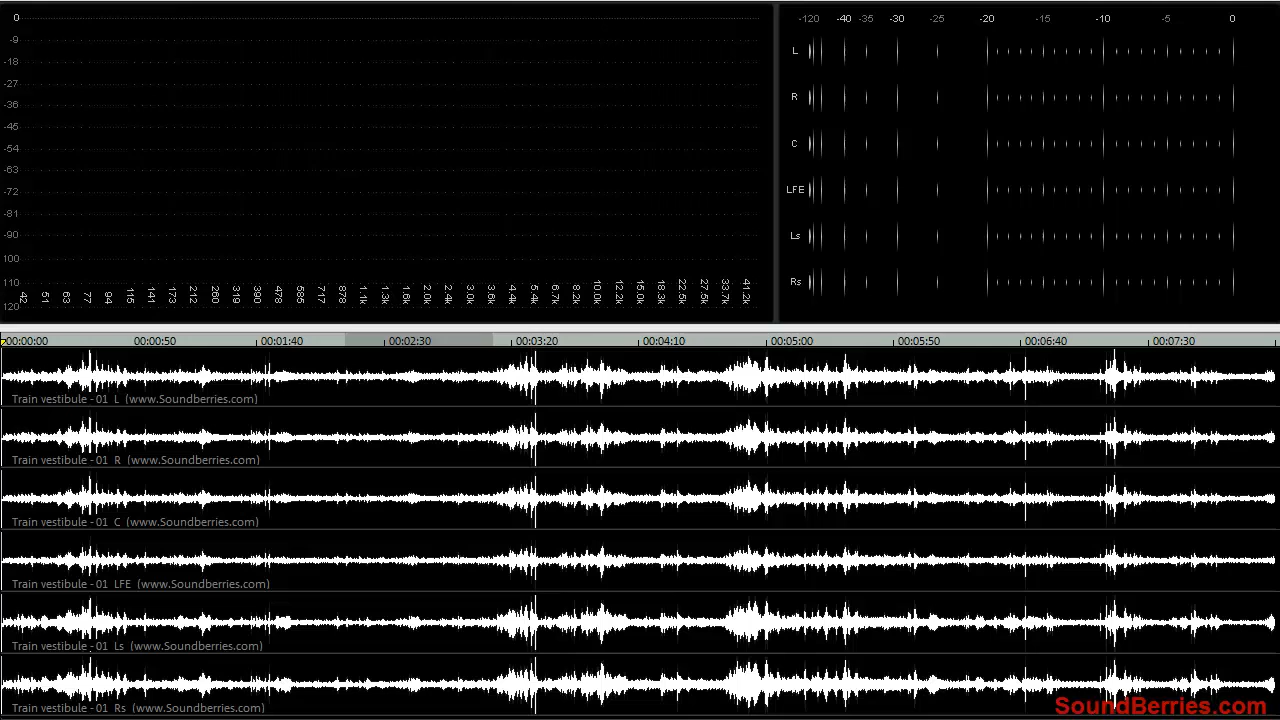 0
-9
-18
-27
-36
-45
-54
-63
-72
-81
-90
100
110
120
42 51 63 77 94 115 141 173 212 260 319 390 478 585 717 878 1.1k 1.3k 1.6k 2.0k 2.4k 3.0k 3.6k 4.4k 5.4k 6.7k 8.2k 10.0k 12.2k 15.0k 18.3k 22.5k 27.5k 33.7k 41.2k
-120 -40 -35 -30 -25 -20 -15 -10 -5 0
L
R
C
LFE
Ls
Rs
00:00:00 00:00:50 00:01:40 00:02:30 00:03:20 00:04:10 00:05:00 00:05:50 00:06:40 00:07:30
Train vestibule - 01 L (www.Soundberries.com)
Train vestibule - 01 R (www.Soundberries.com)
Train vestibule - 01 C (www.Soundberries.com)
Train vestibule - 01 LFE (www.Soundberries.com)
Train vestibule - 01 Ls (www.Soundberries.com)
Train vestibule - 01 Rs (www.Soundberries.com)
SoundBerries.com